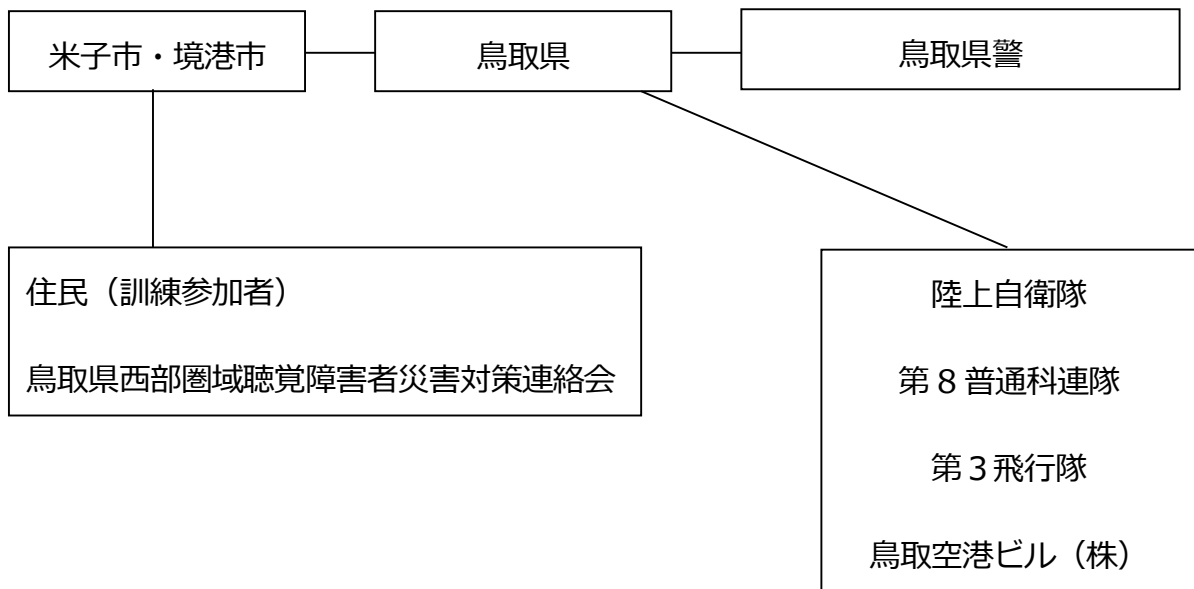 米子市・境港市
鳥取県
鳥取県警
住民（訓練参加者）
鳥取県西部圏域聴覚障害者災害対策連絡会
陸上自衛隊
第８普通科連隊
第３飛行隊
鳥取空港ビル（株）